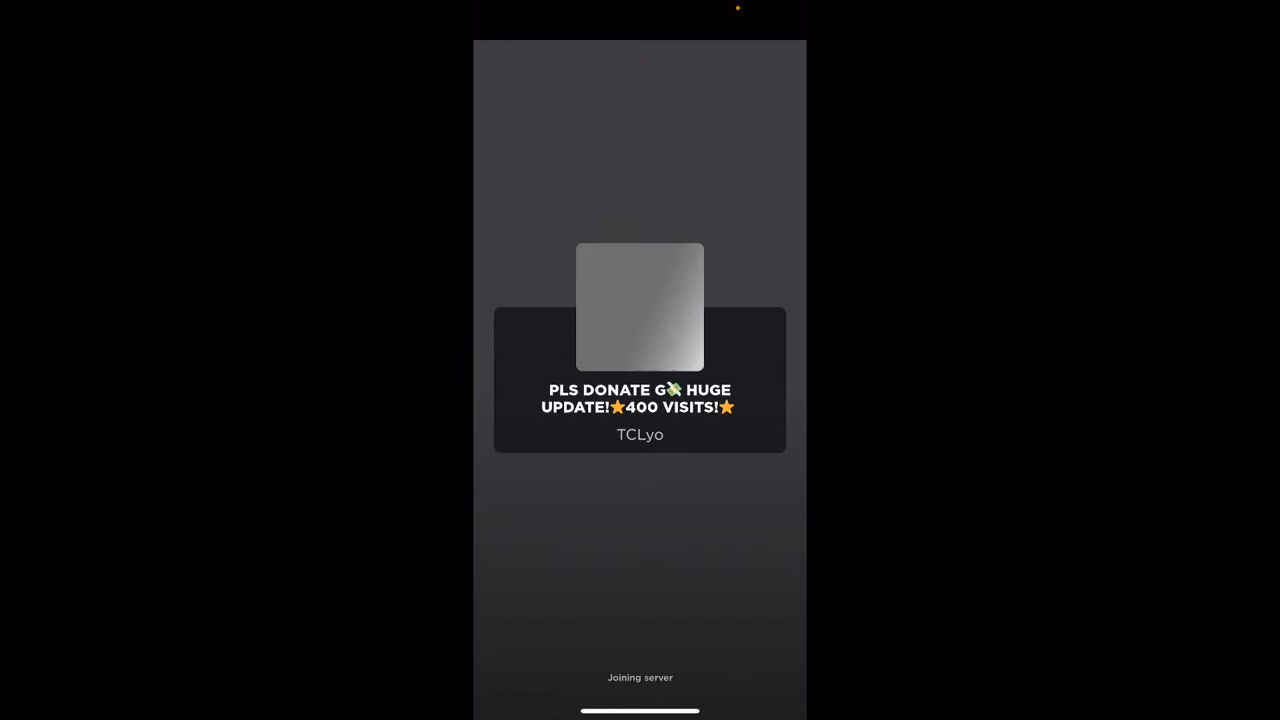 PLS DONATE G💸 HUGE
UPDATE!⭐400 VISITS!⭐
TCLyo
Joining server